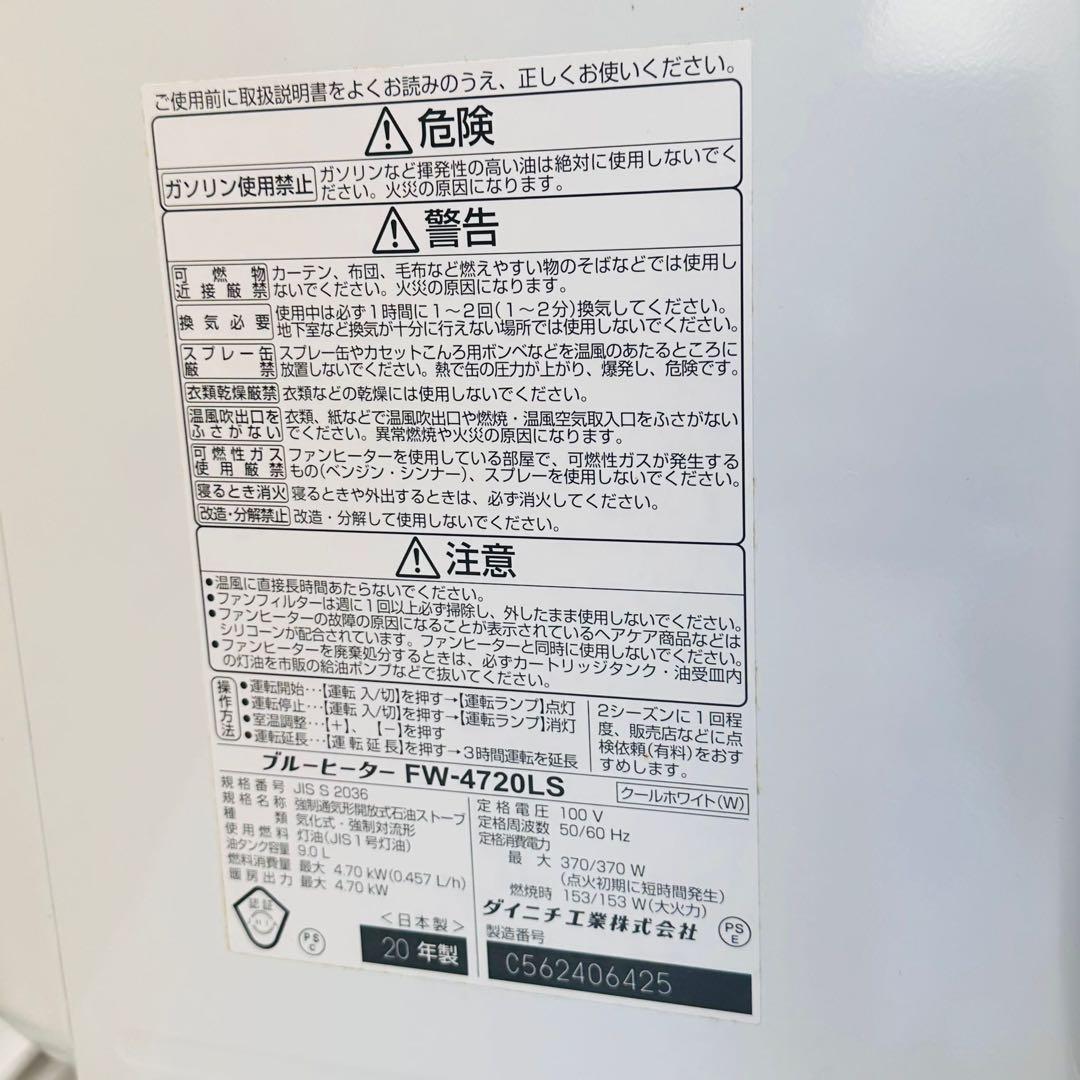 ご使用前に取扱説明書をよくお読みのうえ、正しくお使いください。
危険
ガソリン使用禁止 ガソリンなど揮発性の高い油は絶対に使用しないでく
ださい。火災の原因になります。
警告
可燃物 カーテン、布団、毛布など燃えやすい物のそばなどでは使用し
近接厳禁 ないでください。火災の原因になります。
換気必要 使用中は必ず1時間に1～2回(1～2分)換気してください。
地下室など換気が十分に行えない場所では使用しないでください。
スプレー缶 スプレー缶やカセットこんろ用ボンベなどを温風のあたるところに
厳禁 放置しないでください。熱で缶の圧力が上がり、爆発し、危険です。
衣類乾燥厳禁 衣類などの乾燥には使用しないでください。
温風吹出口を 衣類、紙などで温風吹出口や燃焼・温風空気取入口をふさがない
ふさがない でください。異常燃焼や火災の原因になります。
可燃性ガス ファンヒーターを使用している部屋で、可燃性ガスが発生する
使用厳禁 もの(ベンジン・シンナー)、スプレーを使用しないでください。
寝るとき消火 寝るときや外出するときは、必ず消火してください。
改造・分解禁止 改造・分解して使用しないでください。
注意
●温風に直接長時間あたらないでください。
●ファンフィルターは週に1回以上必ず掃除し、外したまま使用しないでください。
●ファンヒーターの故障の原因になることが表示されているヘアケア商品などは
シリコーンが配合されています。ファンヒーターと同時に使用しないでください。
●ファンヒーターを廃棄処分するときは、必ずカートリッジタンク・油受皿内
の灯油を市販の給油ポンプなどで抜いてください。
操作方法
●運転開始…【運転 入/切】を押す→【運転ランプ】点灯
●運転停止…【運転 入/切】を押す→【運転ランプ】消灯
●室温調整…【+】、【-】を押す
●運転延長…【運転延長】を押す→3時間運転を延長
2シーズンに1回程
度、販売店などに点
検依頼(有料)をおす
すめします。
ブルーヒーター FW-4720LS
クールホワイト(W)
規格番号 JIS S 2036
規格名称 強制通気形開放式石油ストーブ
種類 気化式・強制対流形
使用燃料 灯油(JIS1号灯油)
油タンク容量 9.0 L
燃料消費量 最大 4.70 kW(0.457 L/h)
暖房出力 最大 4.70 kW
定格電圧 100 V
定格周波数 50/60 Hz
定格消費電力
最大 370/370 W
(点火初期に短時間発生)
燃焼時 153/153 W(大火力)
ダイニチ工業株式会社
認証
PS
C
<日本製>
20 年製
製造番号
C562406425
PS
E